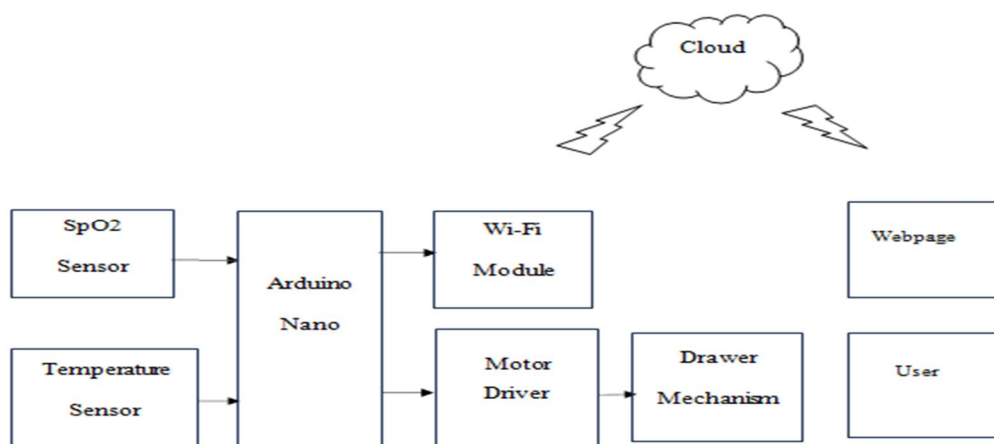 Cloud
SpO2
Sensor
Arduino
Nano
Wi-Fi
Module
Webpage
Temperature
Sensor
Motor
Driver
Drawer
Mechanism
User